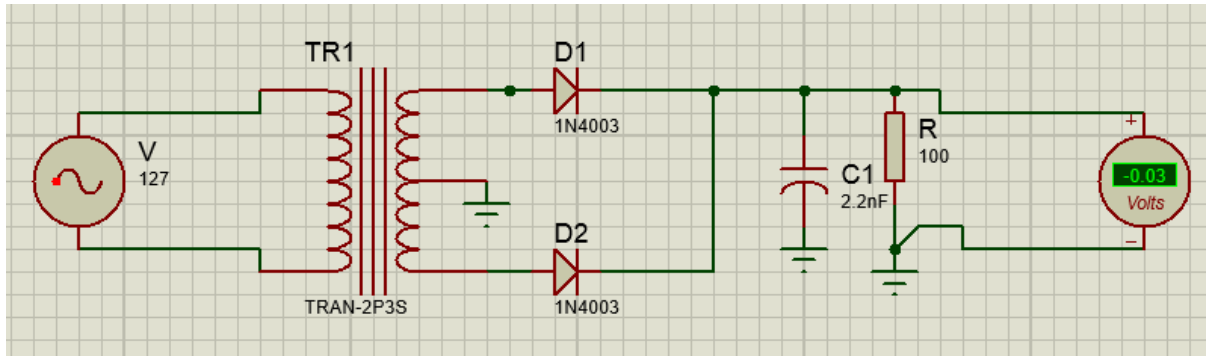 TR1
D1
1N4003
V
127
+
R
100
-0.03
Volts
C1
2.2nF
D2
1N4003
TRAN-2P3S